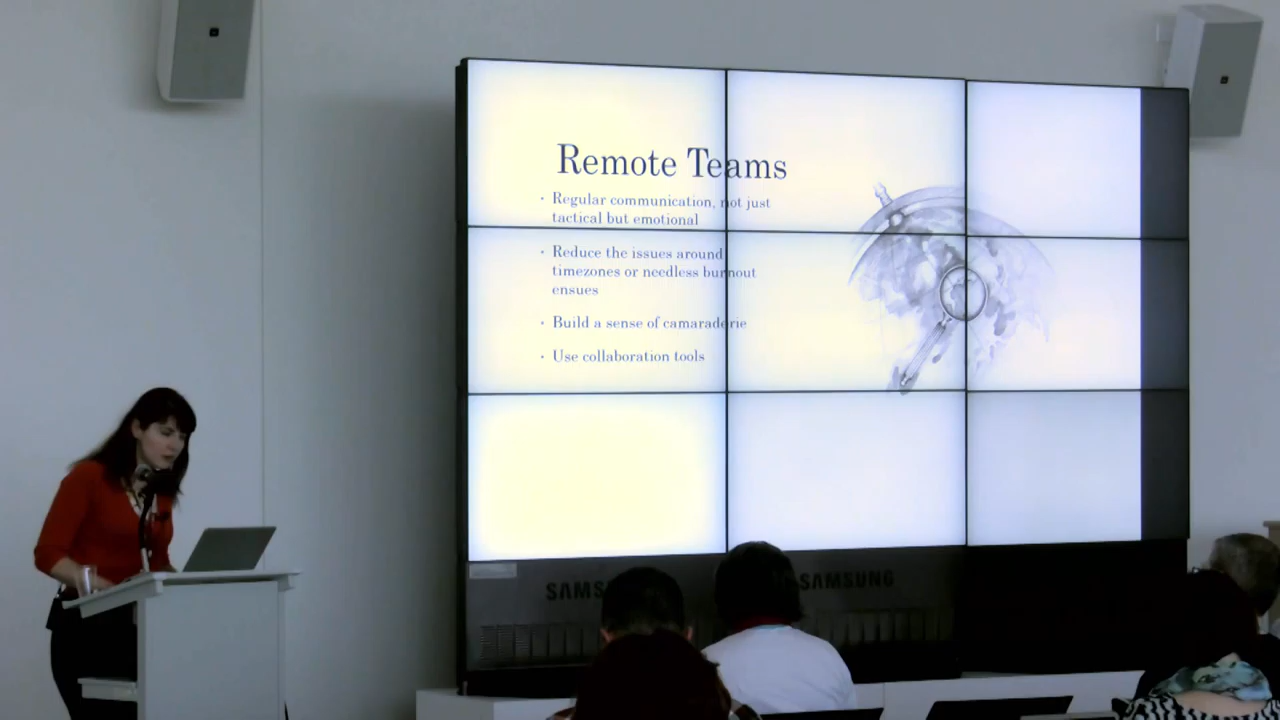 Remote Teams
• Regular communication, not just
tactical but emotional
• Reduce the issues around
timezones or needless burnout
ensues
• Build a sense of camaraderie
• Use collaboration tools
SAMSUNG